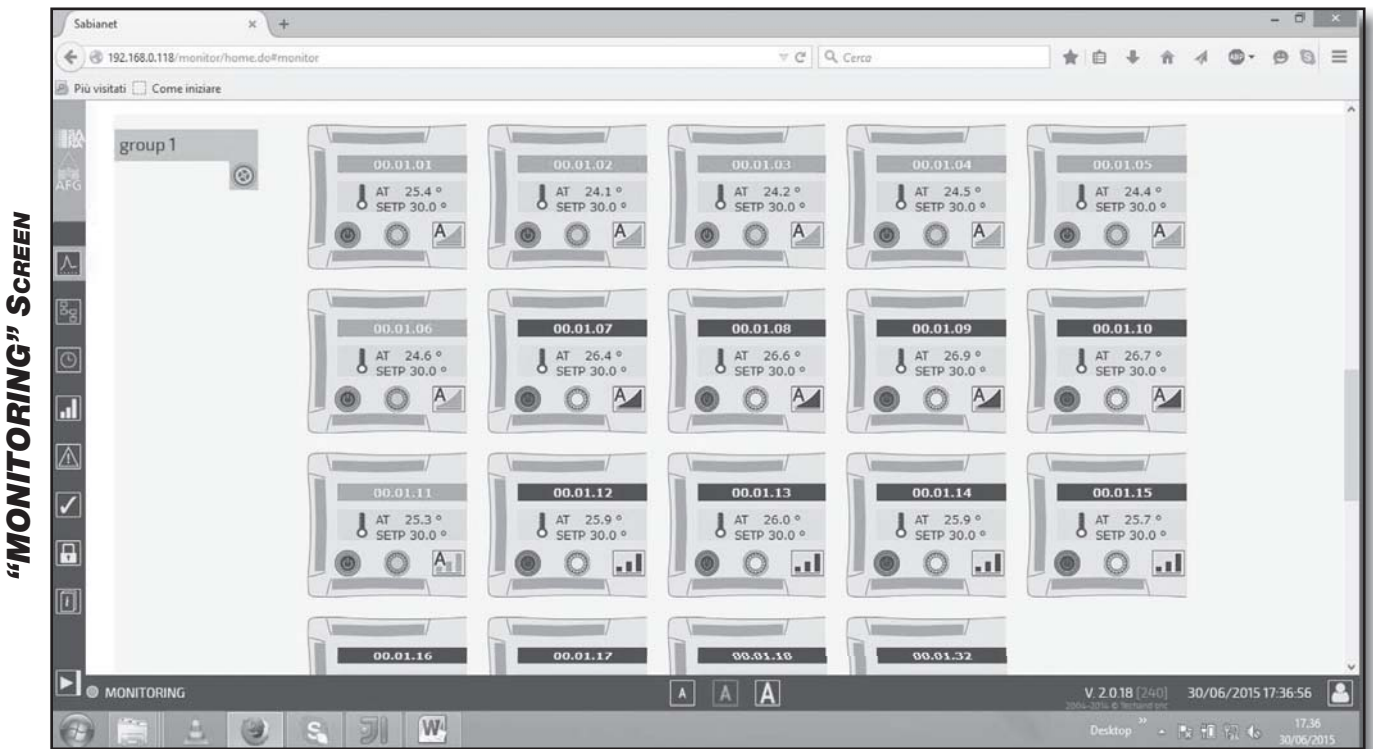 “MONITORING” SCREEN
Sabianet
192.168.0.118/monitor/home.do#monitor
Cerca
ABP
Più visitati
Come iniziare
AFG
group 1
00.01.01
AT 25.4 °
SETP 30.0 °
A
00.01.02
AT 24.1 °
SETP 30.0 °
A
00.01.03
AT 24.2 °
SETP 30.0 °
A
00.01.04
AT 24.5 °
SETP 30.0 °
A
00.01.05
AT 24.4 °
SETP 30.0 °
A
00.01.06
AT 24.6 °
SETP 30.0 °
A
00.01.07
AT 26.4 °
SETP 30.0 °
A
00.01.08
AT 26.6 °
SETP 30.0 °
A
00.01.09
AT 26.9 °
SETP 30.0 °
A
00.01.10
AT 26.7 °
SETP 30.0 °
A
00.01.11
AT 25.3 °
SETP 30.0 °
A
00.01.12
AT 25.9 °
SETP 30.0 °
00.01.13
AT 26.0 °
SETP 30.0 °
00.01.14
AT 25.9 °
SETP 30.0 °
00.01.15
AT 25.7 °
SETP 30.0 °
00.01.16
00.01.17
00.01.32
MONITORING
A A A
V. 2.0.18 [240]
30/06/2015 17:36:56
Desktop
17.36
30/06/2015